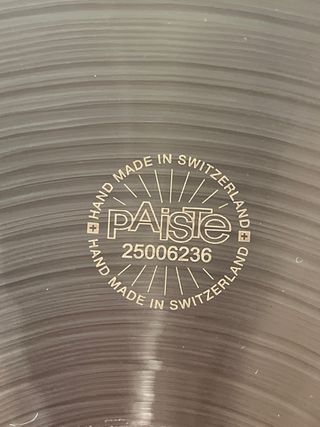 HAND MADE IN SWITZERLAND
PAiSTe
25006236
HAND MADE IN SWITZERLAND